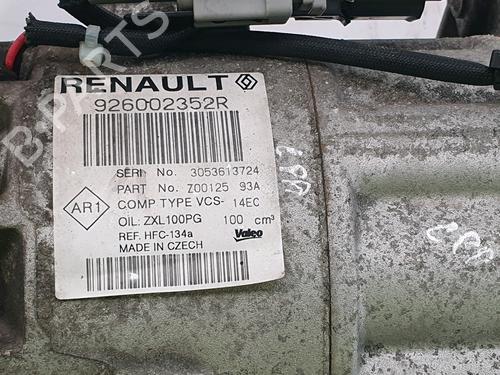 RENAULT
926002352R
SERI No. 3053613724
PART No. Z00125 93A
AR1
COMP TYPE VCS- 14EC
OIL: ZXL100PG 100 cm³
REF. HFC-134a
Valeo
MADE IN CZECH
B-PARTS